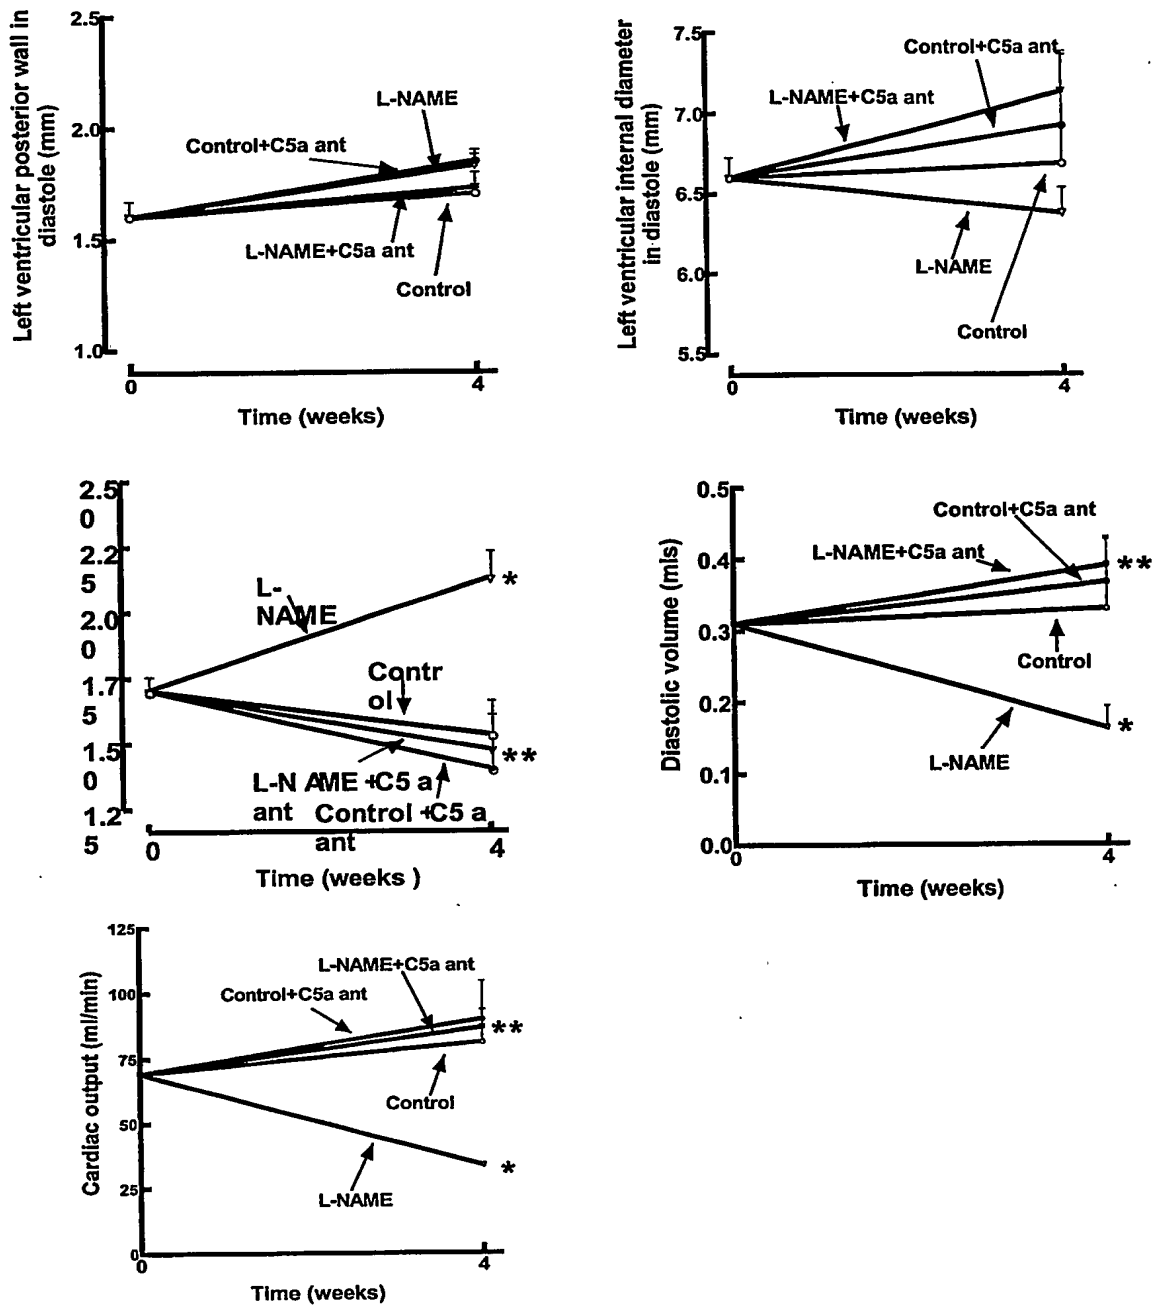 Left ventricular posterior wall in
diastole (mm)
2.5
2.0
1.5
1.0
L-NAME
Control+C5a ant
L-NAME+C5a ant
Control
0
4
Time (weeks)
Left ventricular internal diameter
in diastole (mm)
7.5
7.0
6.5
6.0
5.5
Control+C5a ant
L-NAME+C5a ant
L-NAME
Control
0
4
Time (weeks)
2.5
0
2.2
5
2.0
0
1.7
5
1.5
0
1.2
5
L-
NAME
*
Contr
ol
**
L-N AME +C5 a
ant
Control +C5 a
ant
0
4
Time (weeks )
Diastolic volume (mls)
0.5
0.4
0.3
0.2
0.1
0.0
Control+C5a ant
L-NAME+C5a ant
**
Control
*
L-NAME
0
4
Time (weeks)
Cardiac output (ml/min)
125
100
75
50
25
0
L-NAME+C5a ant
Control+C5a ant
**
Control
*
L-NAME
0
4
Time (weeks)